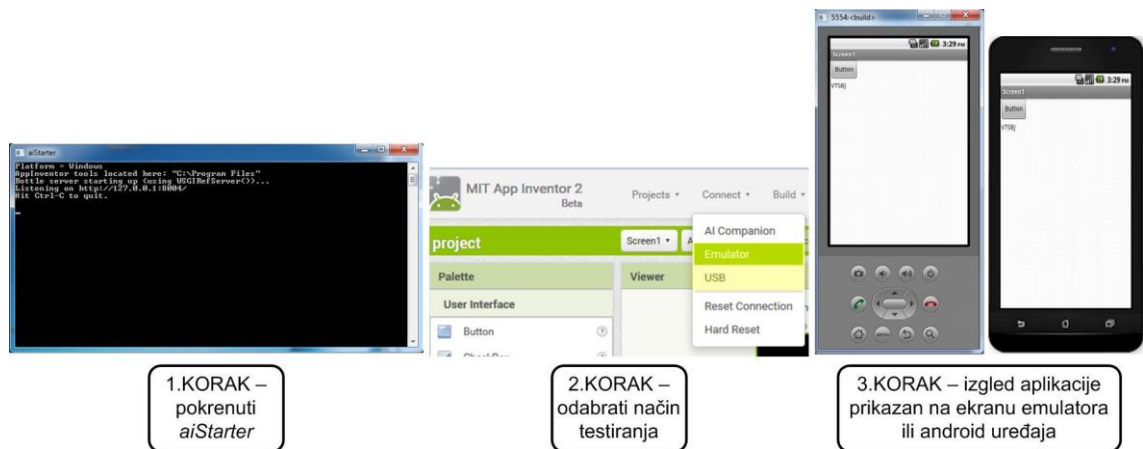 aiStarter
Platform = Windows
AppInventor tools located here: "C:\Program Files"
Bottle server starting up (using WSGIRefServer())...
Listening on http://127.0.0.1:8004/
Hit Ctrl-C to quit.
1.KORAK –
pokrenuti
aiStarter
MIT App Inventor 2
Beta
Projects
Connect
Build
project
Screen1
A
AI Companion
Emulator
USB
Reset Connection
Hard Reset
Palette
Viewer
User Interface
Button
CheckBox
2.KORAK –
odabrati način
testiranja
5554:<build>
3:29 PM
Screen1
Button
VTSBJ
MENU
3:29 PM
Screen1
Button
VTSBJ
3.KORAK – izgled aplikacije
prikazan na ekranu emulatora
ili android uređaja